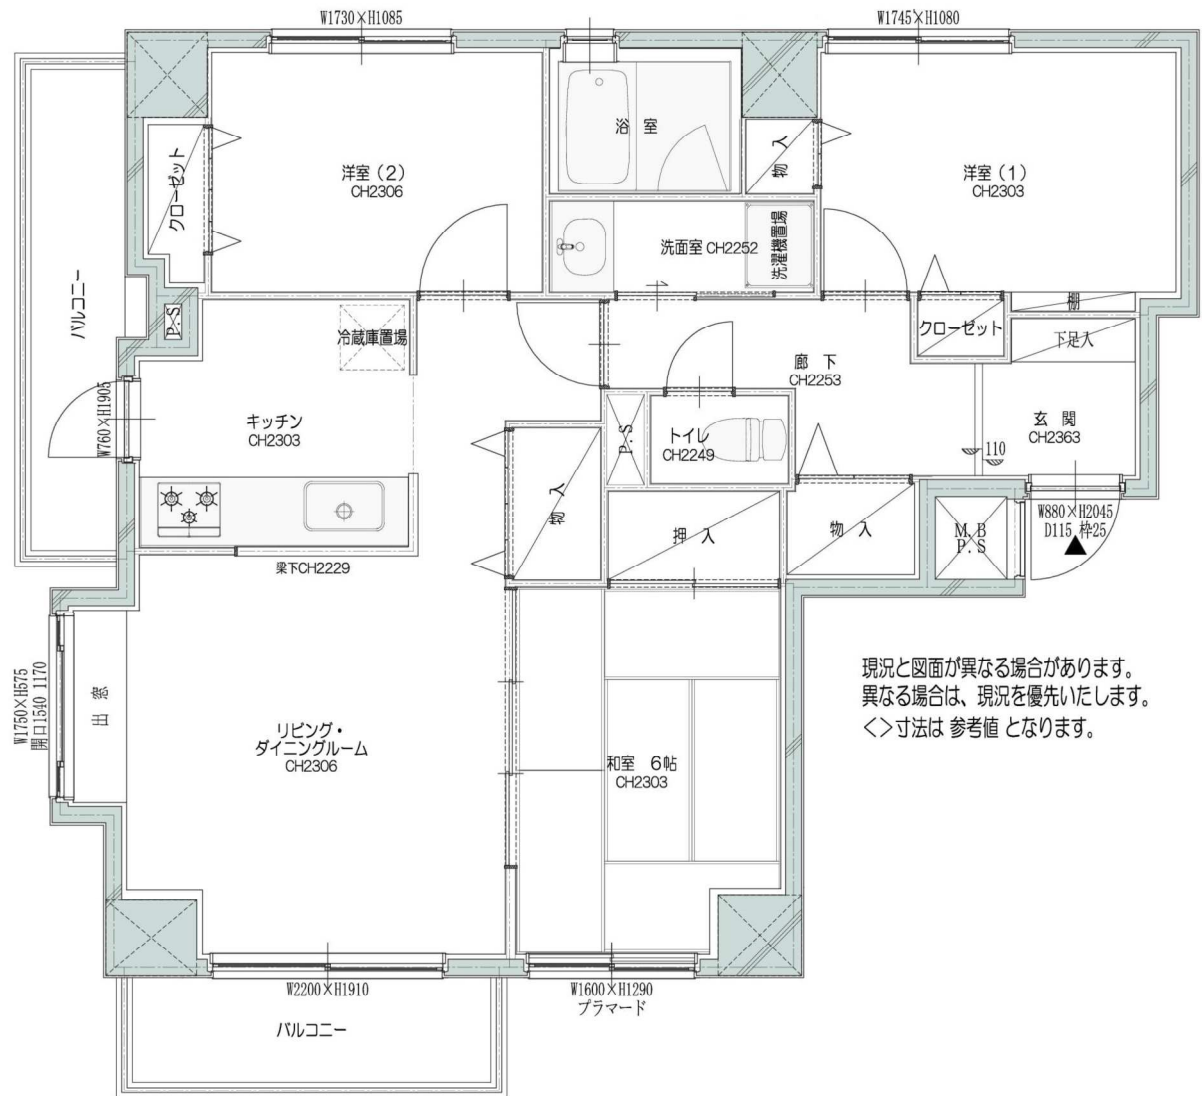 W1730×H1085
W1745×H1080
浴 室
物 入
クローゼット
洋室（2）
CH2306
洋室（1）
CH2303
洗面室 CH2252
洗濯機置場
バルコニー
P.S
冷蔵庫置場
クローゼット
棚
下足入
廊 下
CH2253
W760×H1905
キッチン
CH2303
P.S
トイレ
CH2249
玄 関
CH2363
110
物 入
押 入
物 入
M.B
P.S
W880×H2045
D115 枠25
梁下CH2229
W1750×H575
開口1540 1170
出 窓
リビング・
ダイニングルーム
CH2306
和室 6帖
CH2303
現況と図面が異なる場合があります。
異なる場合は、現況を優先いたします。
＜＞寸法は 参考値 となります。
W2200×H1910
W1600×H1290
プラマード
バルコニー